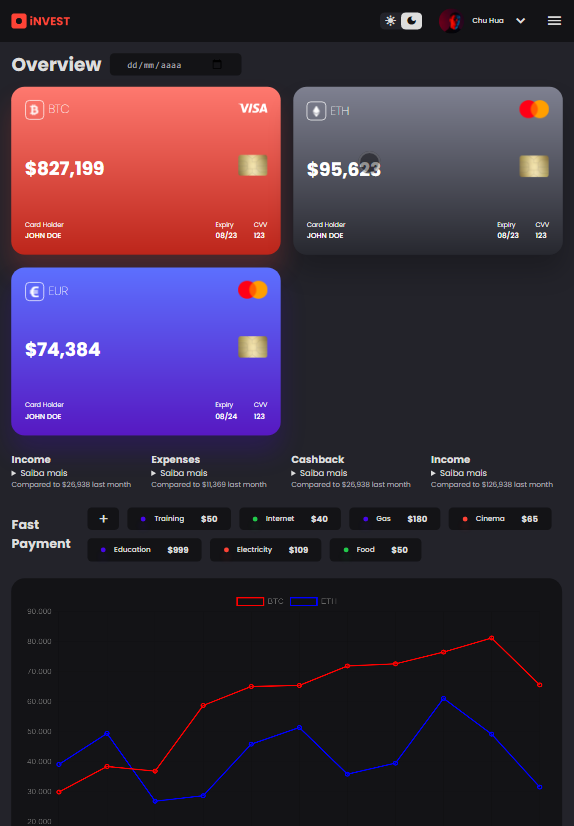 iNVEST
Chu Hua
Overview dd/mm/aaaa
BTC VISA
$827,199
Card Holder Expiry CVV
JOHN DOE 08/23 123
ETH
$95,623
Card Holder Expiry CVV
JOHN DOE 08/23 123
EUR
$74,384
Card Holder Expiry CVV
JOHN DOE 08/24 123
Income Expenses Cashback Income
Saiba mais Saiba mais Saiba mais Saiba mais
Compared to $26,938 last month Compared to $11,369 last month Compared to $26,938 last month Compared to $126,938 last month
Fast
Payment
+ Training $50 Internet $40 Gas $180 Cinema $65
Education $999 Electricity $109 Food $50
BTC ETH
90.000
80.000
70.000
60.000
50.000
40.000
30.000
20.000